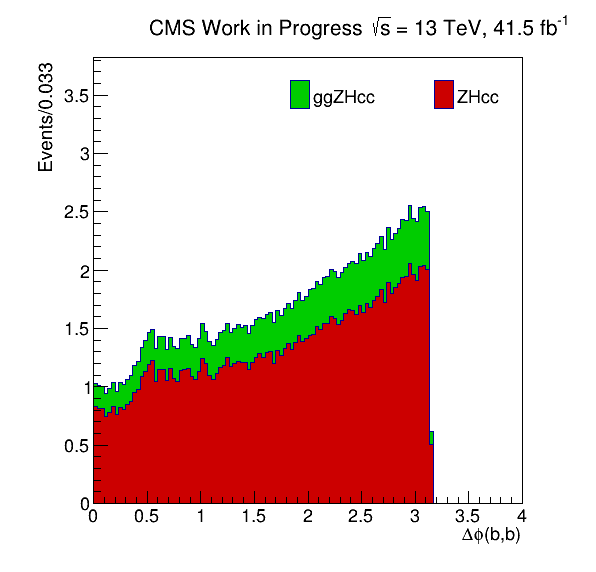 CMS Work in Progress √s = 13 TeV, 41.5 fb⁻¹
Events/0.033
ggZHcc ZHcc
3.5
3
2.5
2
1.5
1
0.5
0
0 0.5 1 1.5 2 2.5 3 3.5 4
Δϕ(b,b)